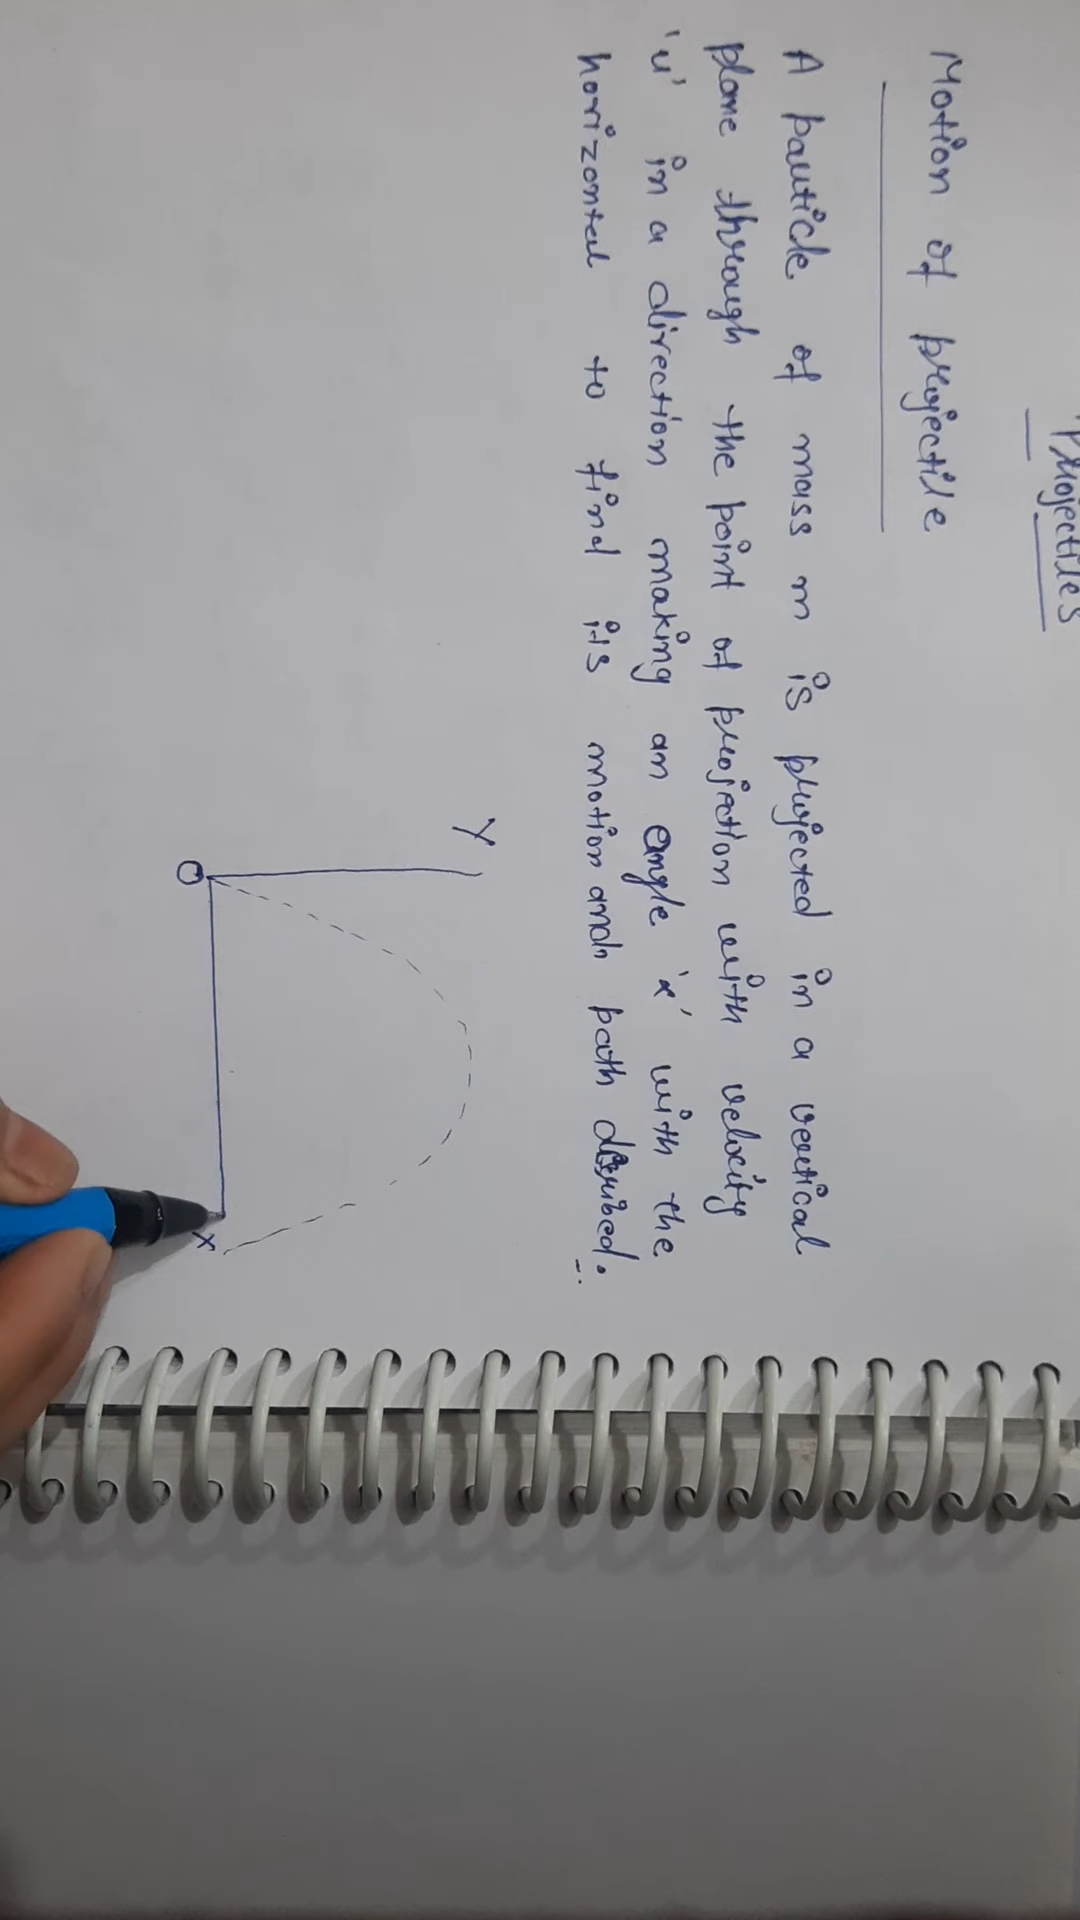 Projectiles
Motion of projectile
A particle of mass m is projected in a vertical
plane through the point of projection with velocity
'u' in a direction making an angle 'α' with the
horizontal to find its motion and path discribed.
Y
O
X